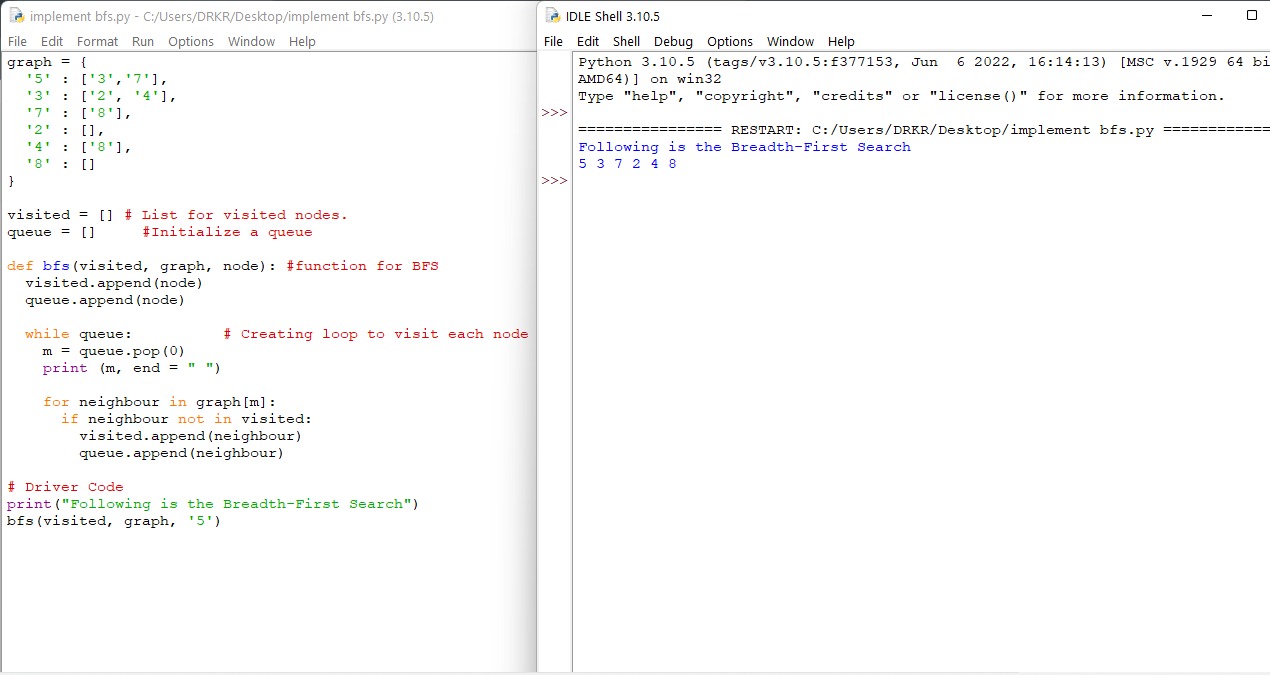 implement bfs.py - C:/Users/DRKR/Desktop/implement bfs.py (3.10.5)
File Edit Format Run Options Window Help
graph = {
  '5' : ['3','7'],
  '3' : ['2', '4'],
  '7' : ['8'],
  '2' : [],
  '4' : ['8'],
  '8' : []
}
visited = [] # List for visited nodes.
queue = []     #Initialize a queue
def bfs(visited, graph, node): #function for BFS
  visited.append(node)
  queue.append(node)
  while queue:          # Creating loop to visit each node
    m = queue.pop(0)
    print (m, end = " ")
    for neighbour in graph[m]:
      if neighbour not in visited:
        visited.append(neighbour)
        queue.append(neighbour)
# Driver Code
print("Following is the Breadth-First Search")
bfs(visited, graph, '5')
IDLE Shell 3.10.5
File Edit Shell Debug Options Window Help
Python 3.10.5 (tags/v3.10.5:f377153, Jun  6 2022, 16:14:13) [MSC v.1929 64 bi
AMD64)] on win32
Type "help", "copyright", "credits" or "license()" for more information.
>>>
================ RESTART: C:/Users/DRKR/Desktop/implement bfs.py ============
Following is the Breadth-First Search
5 3 7 2 4 8
>>>